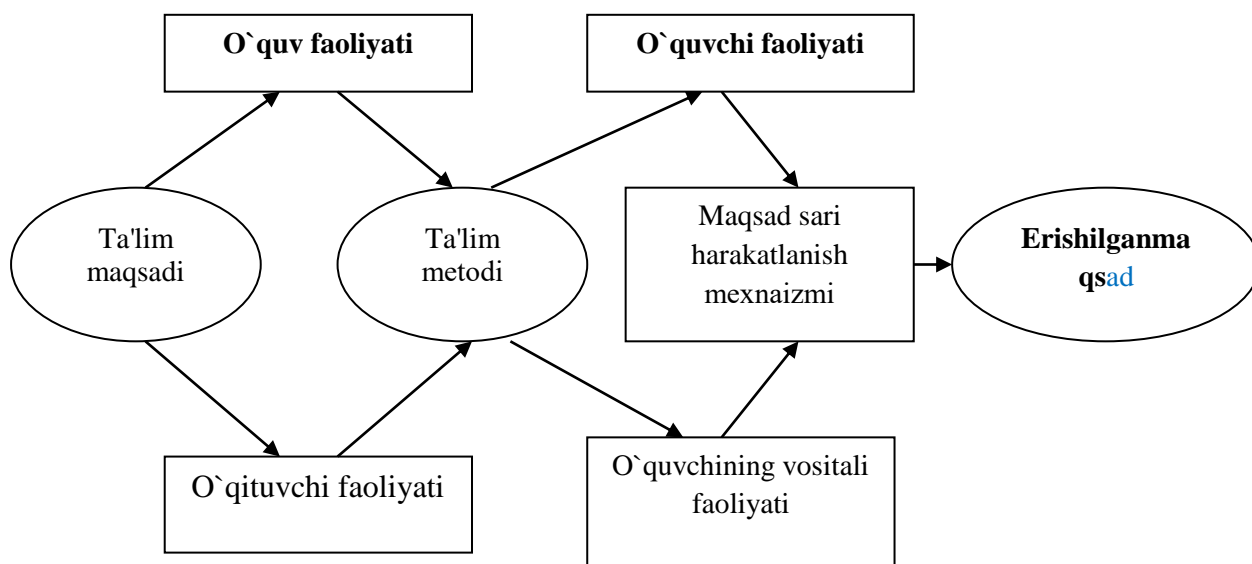 O`quv faoliyati
O`quvchi faoliyati
Ta'lim
maqsadi
Ta'lim
metodi
Maqsad sari
harakatlanish
mexnaizmi
Erishilganma
qsad
O`qituvchi faoliyati
O`quvchining vositali
faoliyati